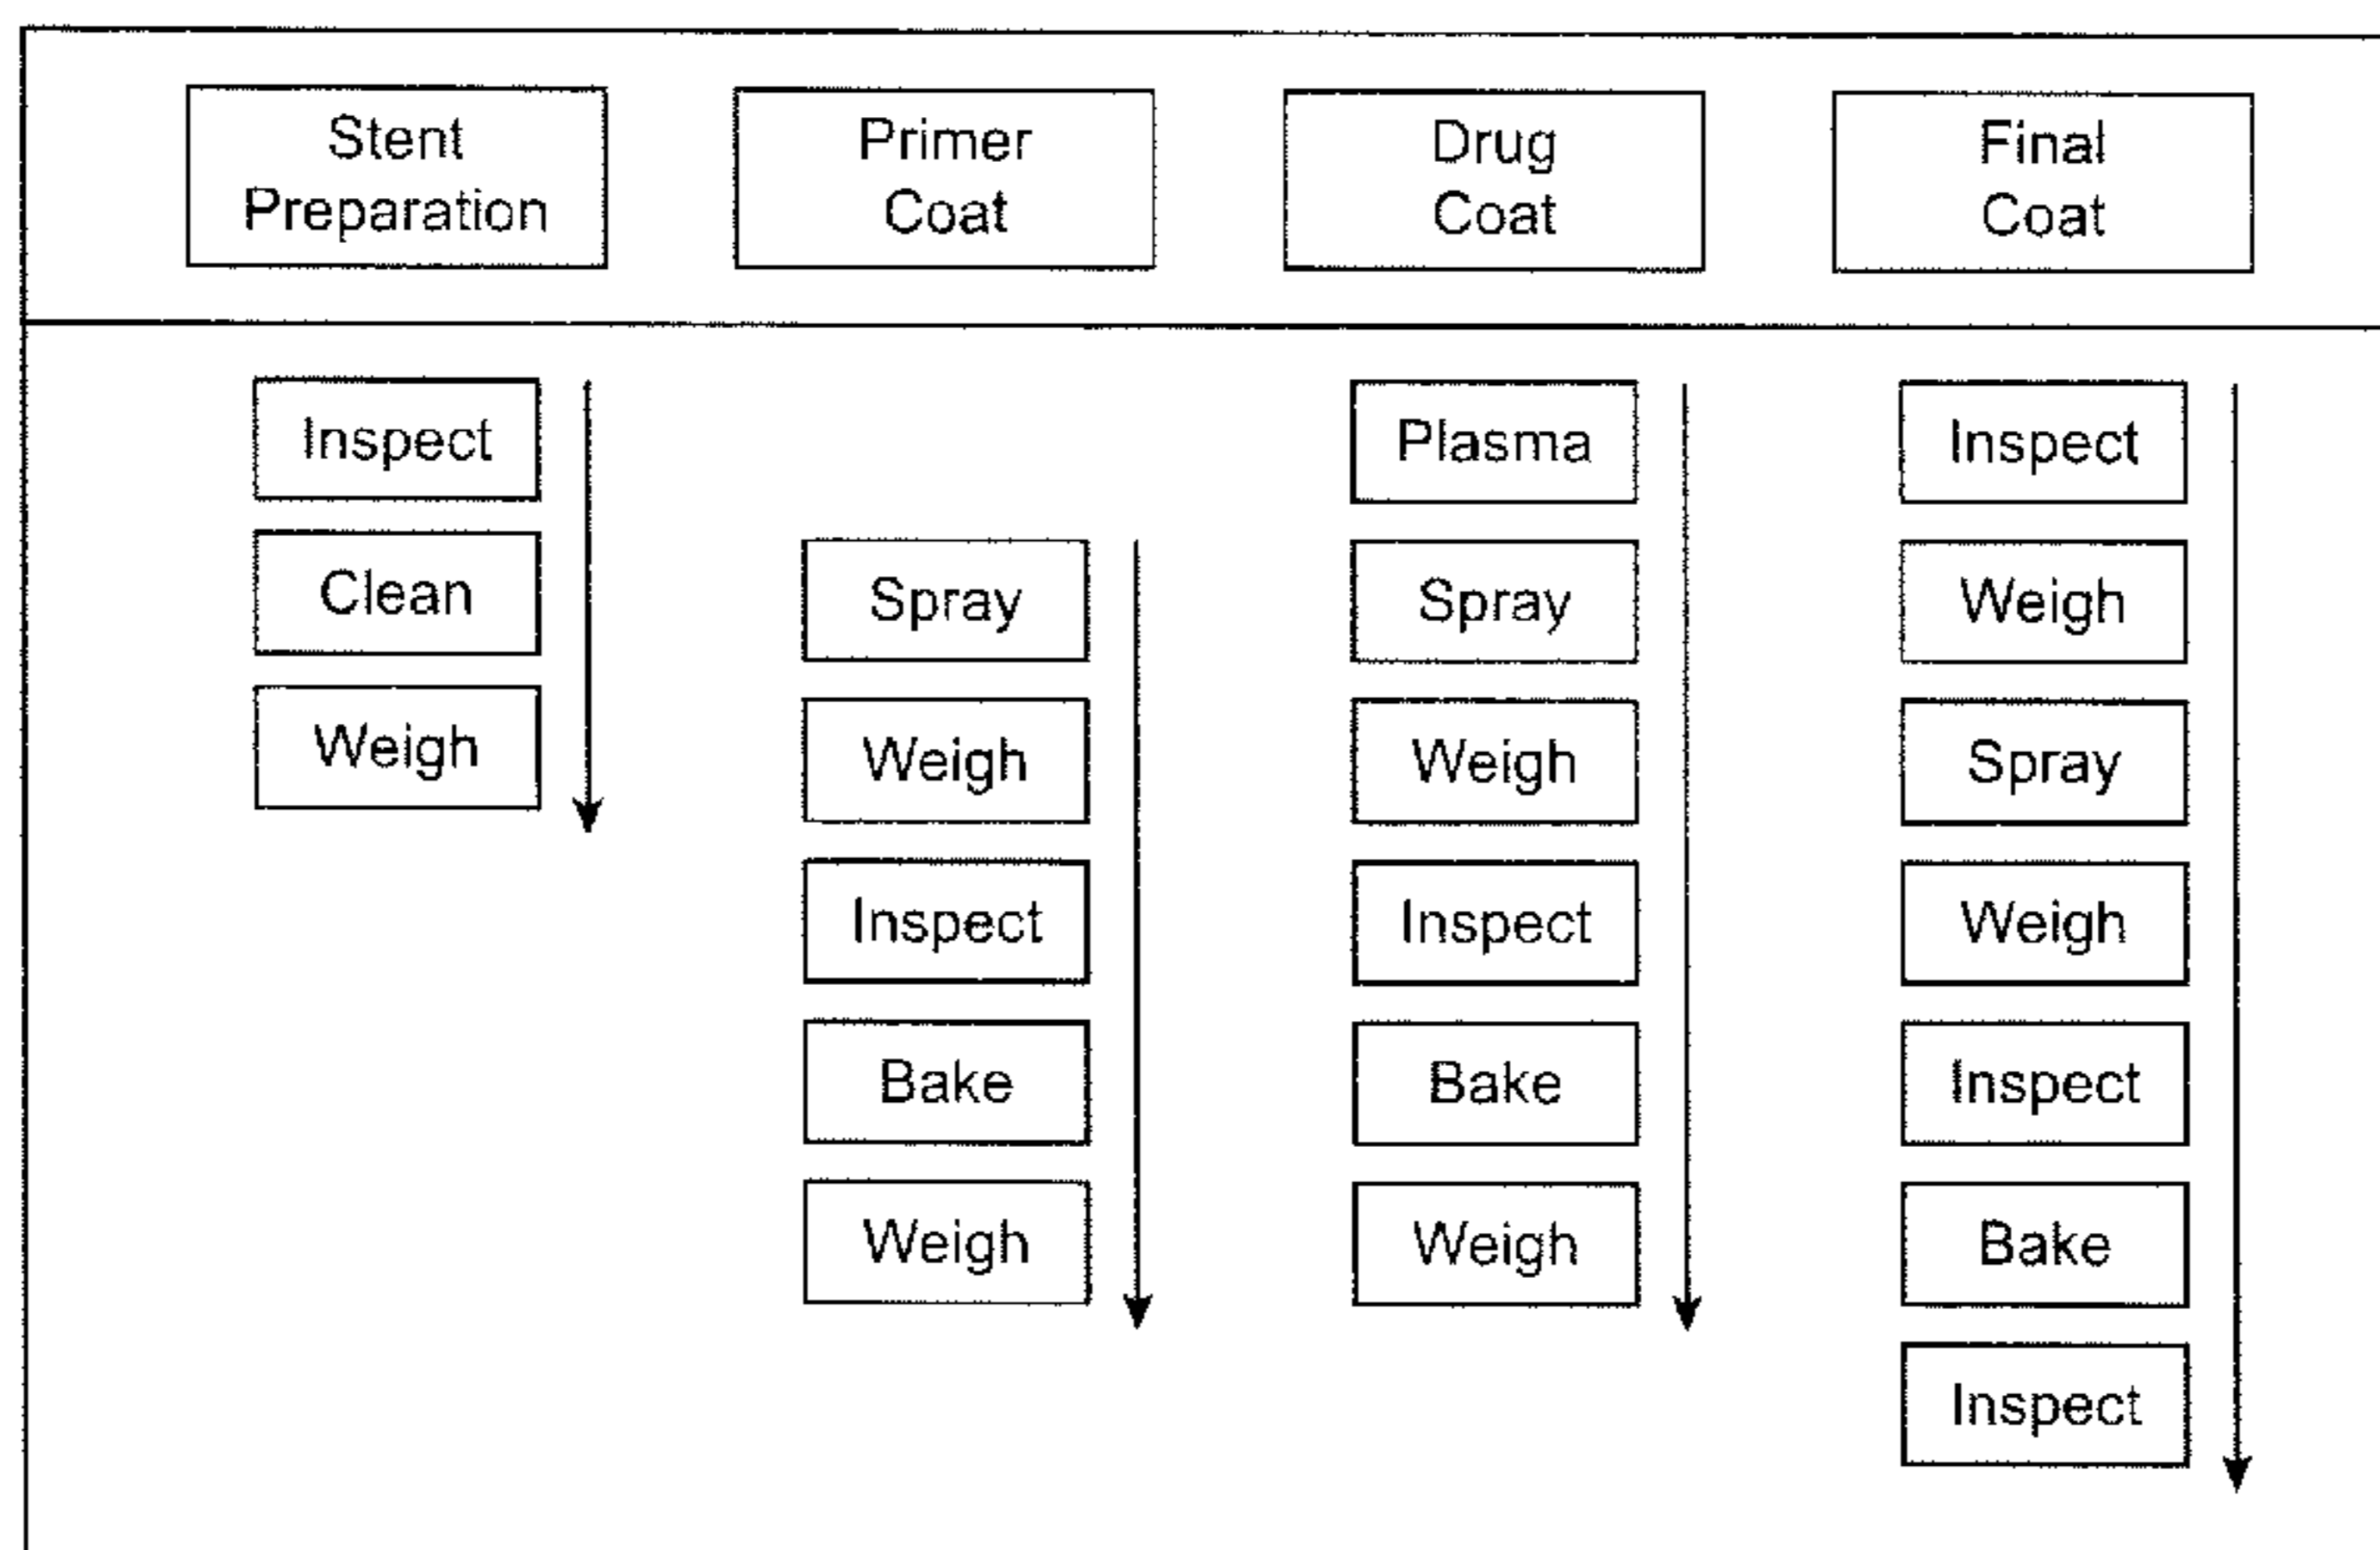 Stent
Preparation
Primer
Coat
Drug
Coat
Final
Coat
Inspect
Clean
Weigh
Spray
Weigh
Inspect
Bake
Weigh
Plasma
Spray
Weigh
Inspect
Bake
Weigh
Inspect
Weigh
Spray
Weigh
Inspect
Bake
Inspect